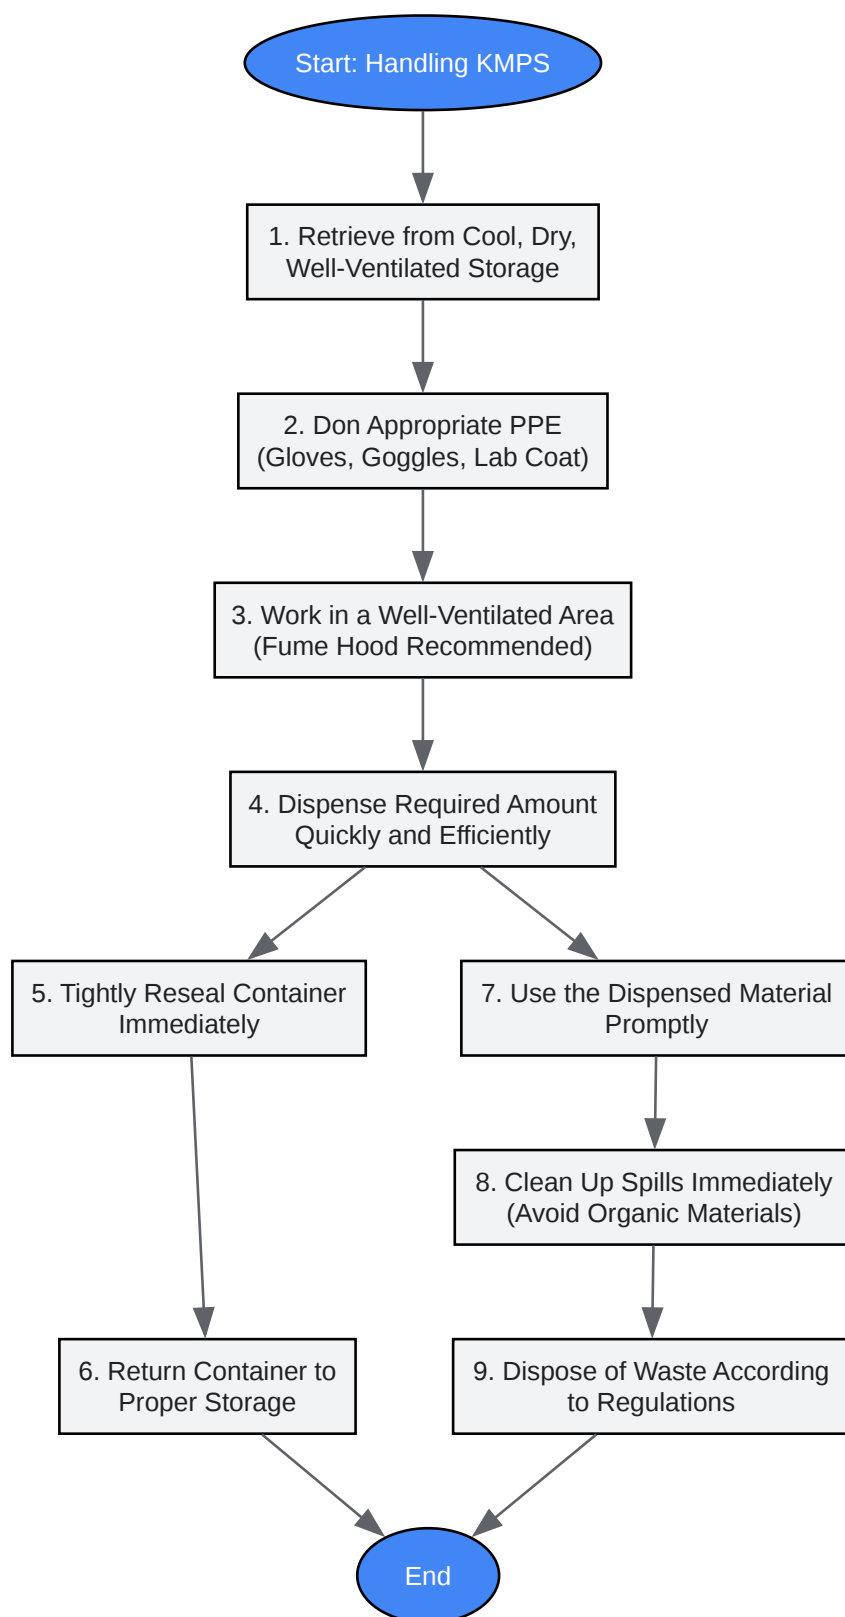 Start: Handling KMPS
1. Retrieve from Cool, Dry,
Well-Ventilated Storage
2. Don Appropriate PPE
(Gloves, Goggles, Lab Coat)
3. Work in a Well-Ventilated Area
(Fume Hood Recommended)
4. Dispense Required Amount
Quickly and Efficiently
5. Tightly Reseal Container
Immediately
7. Use the Dispensed Material
Promptly
8. Clean Up Spills Immediately
(Avoid Organic Materials)
6. Return Container to
Proper Storage
9. Dispose of Waste According
to Regulations
End